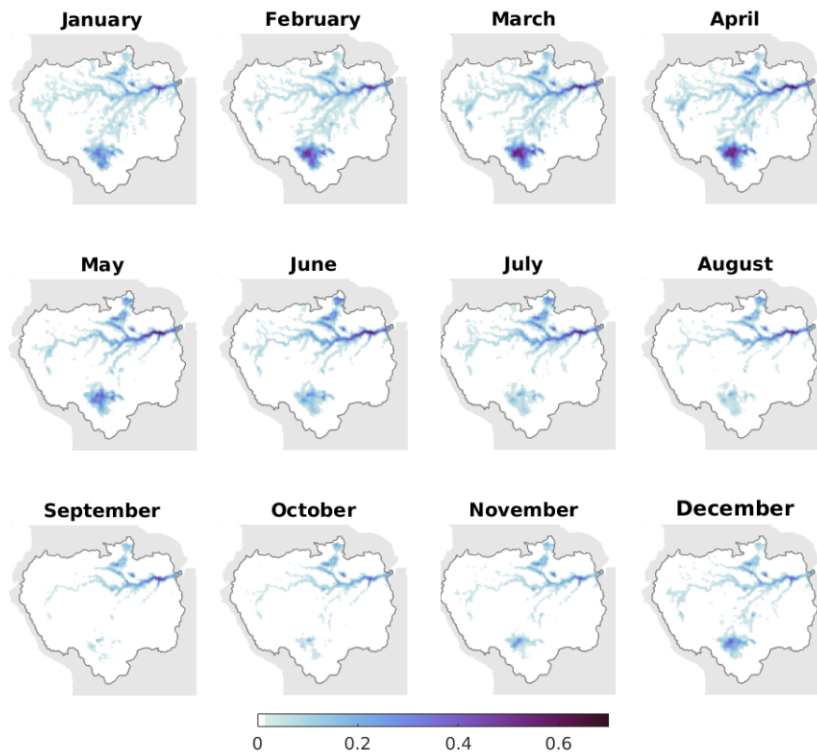 January February March April
May June July August
September October November December
0 0.2 0.4 0.6